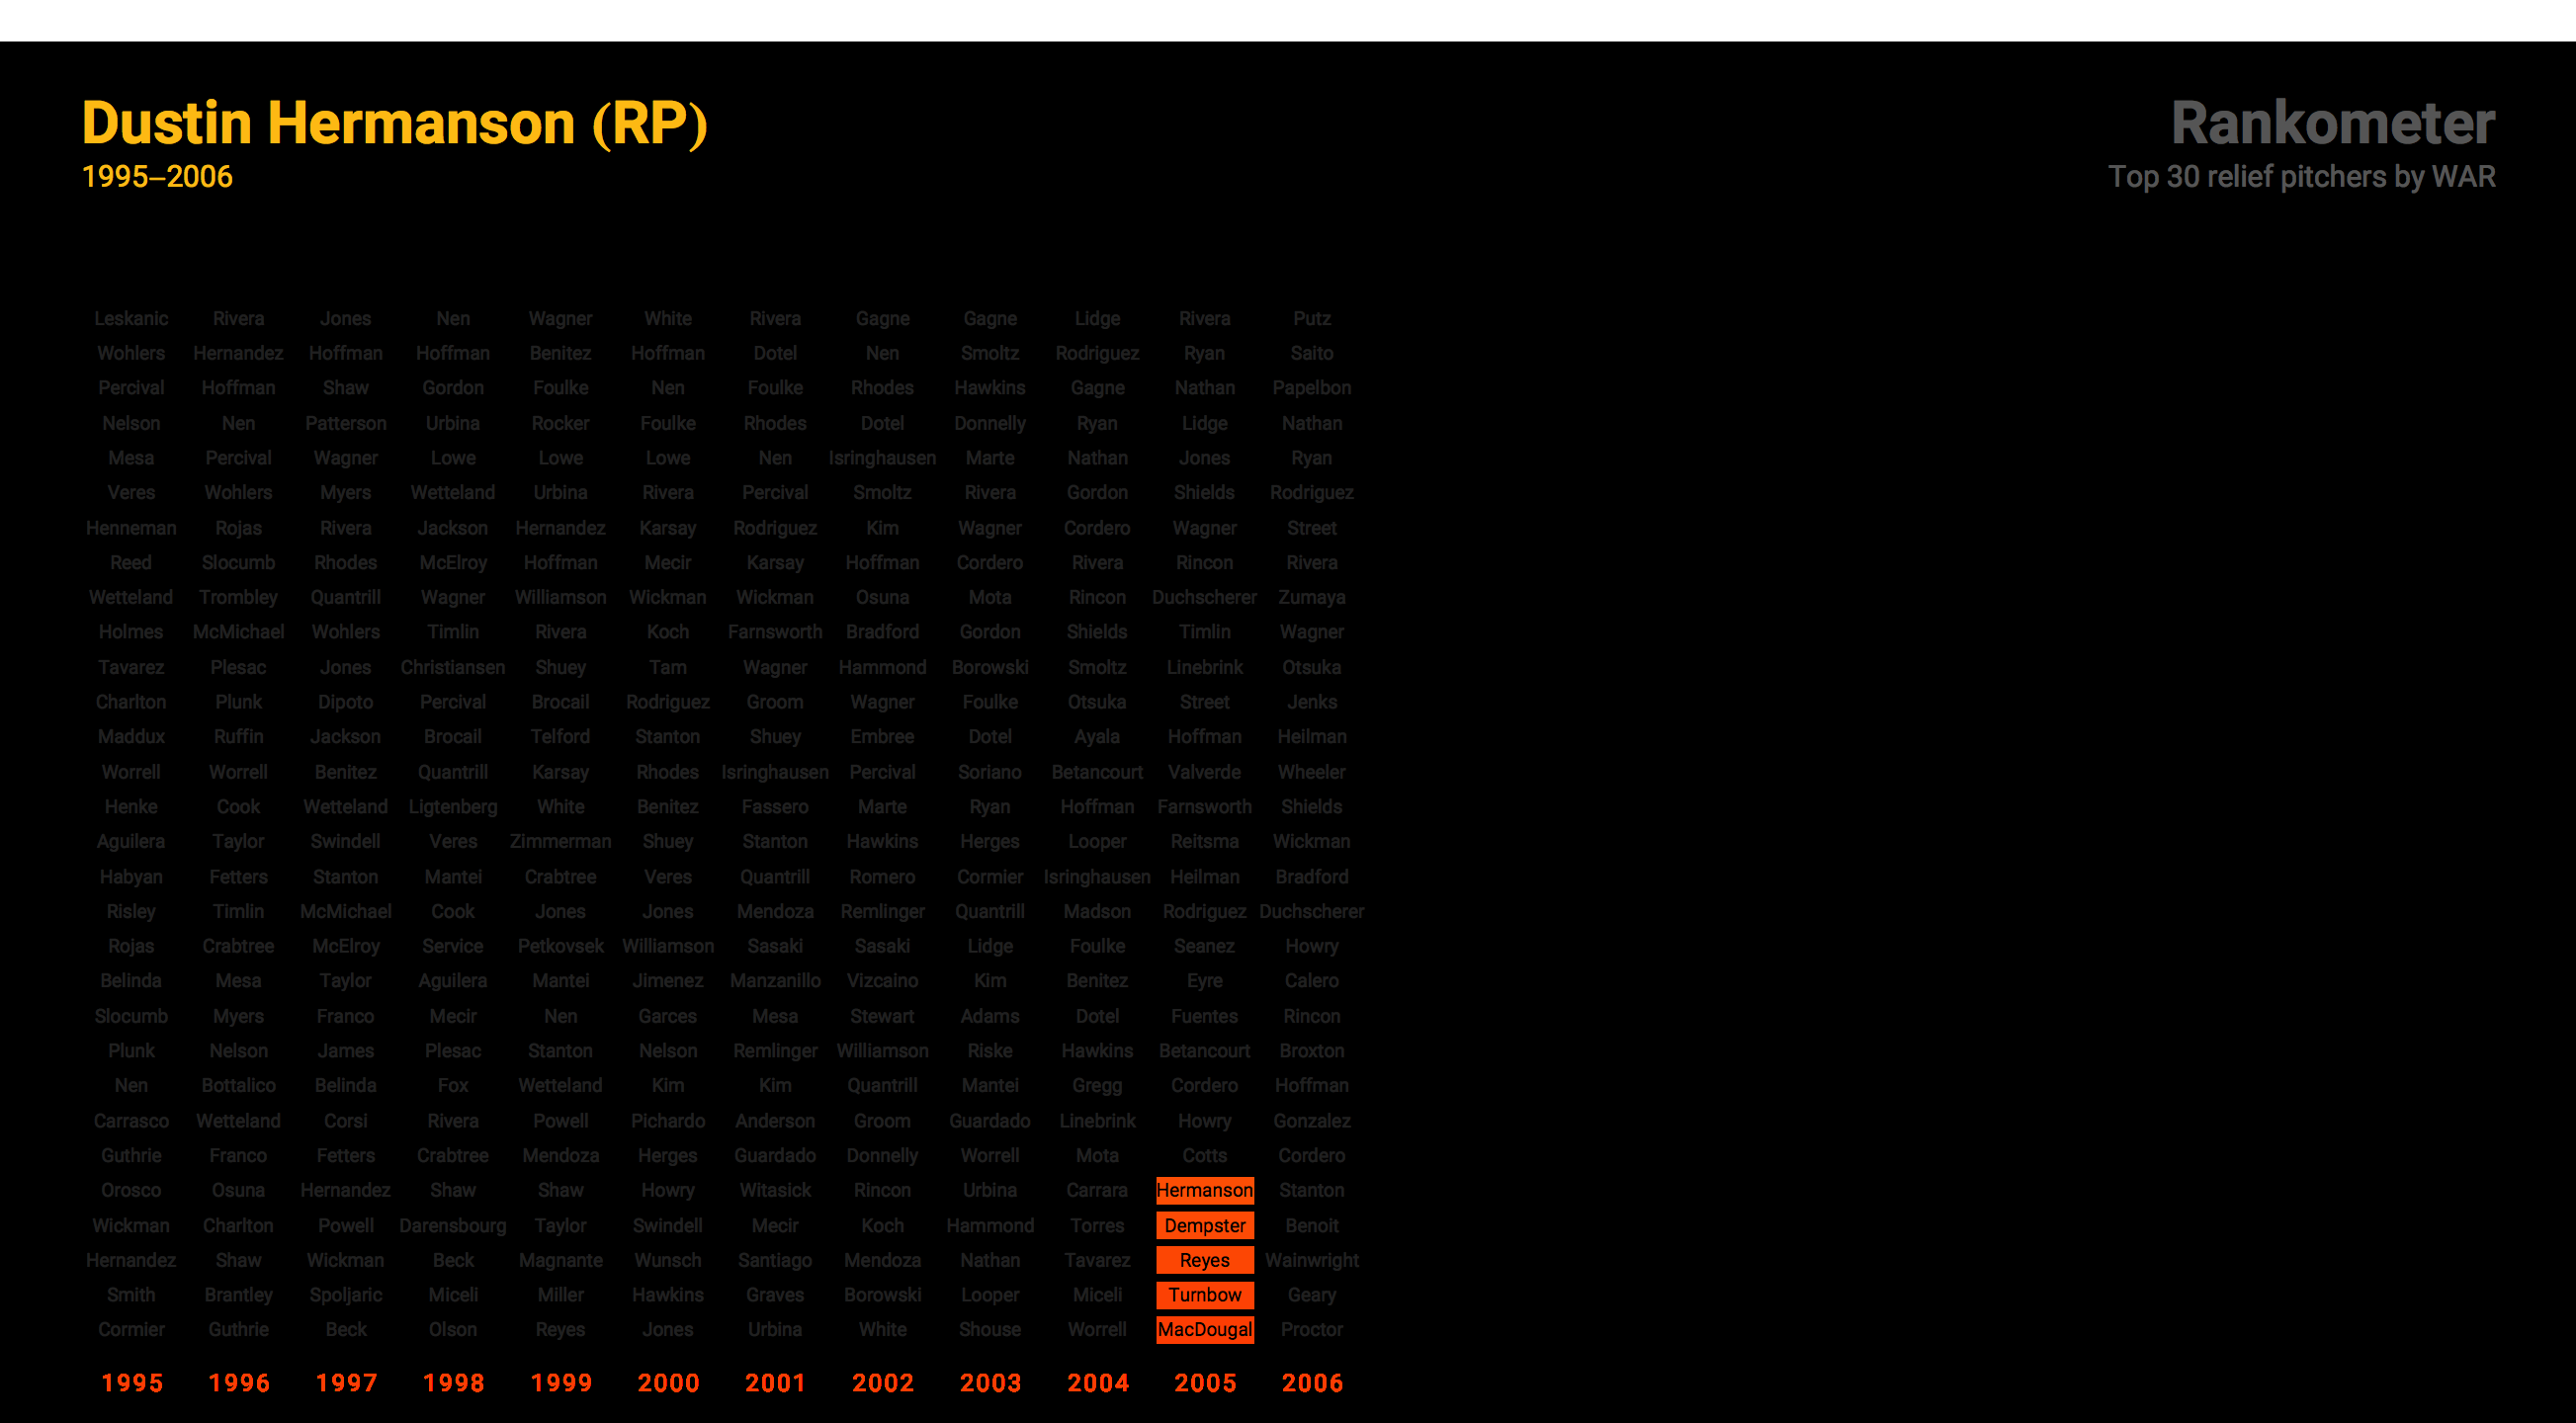 Dustin Hermanson (RP)
1995–2006
Rankometer
Top 30 relief pitchers by WAR
Leskanic Rivera Jones Nen Wagner White Rivera Gagne Gagne Lidge Rivera Putz
Wohlers Hernandez Hoffman Hoffman Benitez Hoffman Dotel Nen Smoltz Rodriguez Ryan Saito
Percival Hoffman Shaw Gordon Foulke Nen Foulke Rhodes Hawkins Gagne Nathan Papelbon
Nelson Nen Patterson Urbina Rocker Foulke Rhodes Dotel Donnelly Ryan Lidge Nathan
Mesa Percival Wagner Lowe Lowe Lowe Nen Isringhausen Marte Nathan Jones Ryan
Veres Wohlers Myers Wetteland Urbina Rivera Percival Smoltz Rivera Gordon Shields Rodriguez
Henneman Rojas Rivera Jackson Hernandez Karsay Rodriguez Kim Wagner Cordero Wagner Street
Reed Slocumb Rhodes McElroy Hoffman Mecir Karsay Hoffman Cordero Rivera Rincon Rivera
Wetteland Trombley Quantrill Wagner Williamson Wickman Wickman Osuna Mota Rincon Duchscherer Zumaya
Holmes McMichael Wohlers Timlin Rivera Koch Farnsworth Bradford Gordon Shields Timlin Wagner
Tavarez Plesac Jones Christiansen Shuey Tam Wagner Hammond Borowski Smoltz Linebrink Otsuka
Charlton Plunk Dipoto Percival Brocail Rodriguez Groom Wagner Foulke Otsuka Street Jenks
Maddux Ruffin Jackson Brocail Telford Stanton Shuey Embree Dotel Ayala Hoffman Heilman
Worrell Worrell Benitez Quantrill Karsay Rhodes Isringhausen Percival Soriano Betancourt Valverde Wheeler
Henke Cook Wetteland Ligtenberg White Benitez Fassero Marte Ryan Hoffman Farnsworth Shields
Aguilera Taylor Swindell Veres Zimmerman Shuey Stanton Hawkins Herges Looper Reitsma Wickman
Habyan Fetters Stanton Mantei Crabtree Veres Quantrill Romero Cormier Isringhausen Heilman Bradford
Risley Timlin McMichael Cook Jones Jones Mendoza Remlinger Quantrill Madson Rodriguez Duchscherer
Rojas Crabtree McElroy Service Petkovsek Williamson Sasaki Sasaki Lidge Foulke Seanez Howry
Belinda Mesa Taylor Aguilera Mantei Jimenez Manzanillo Vizcaino Kim Benitez Eyre Calero
Slocumb Myers Franco Mecir Nen Garces Mesa Stewart Adams Dotel Fuentes Rincon
Plunk Nelson James Plesac Stanton Nelson Remlinger Williamson Riske Hawkins Betancourt Broxton
Nen Bottalico Belinda Fox Wetteland Kim Kim Quantrill Mantei Gregg Cordero Hoffman
Carrasco Wetteland Corsi Rivera Powell Pichardo Anderson Groom Guardado Linebrink Howry Gonzalez
Guthrie Franco Fetters Crabtree Mendoza Herges Guardado Donnelly Worrell Mota Cotts Cordero
Orosco Osuna Hernandez Shaw Shaw Howry Witasick Rincon Urbina Carrara Hermanson Stanton
Wickman Charlton Powell Darensbourg Taylor Swindell Mecir Koch Hammond Torres Dempster Benoit
Hernandez Shaw Wickman Beck Magnante Wunsch Santiago Mendoza Nathan Tavarez Reyes Wainwright
Smith Brantley Spoljaric Miceli Miller Hawkins Graves Borowski Looper Miceli Turnbow Geary
Cormier Guthrie Beck Olson Reyes Jones Urbina White Shouse Worrell MacDougal Proctor
1995 1996 1997 1998 1999 2000 2001 2002 2003 2004 2005 2006